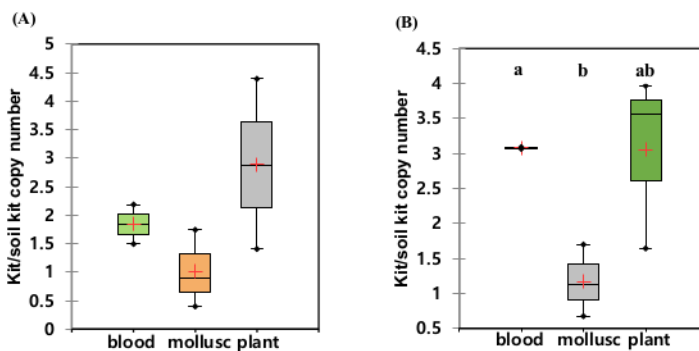 (A)
Kit/soil kit copy number
5
4.5
4
3.5
3
2.5
2
1.5
1
0.5
0
blood mollusc plant
(B)
Kit/soil kit copy number
4.5
4
3.5
3
2.5
2
1.5
1
0.5
a b ab
blood mollusc plant